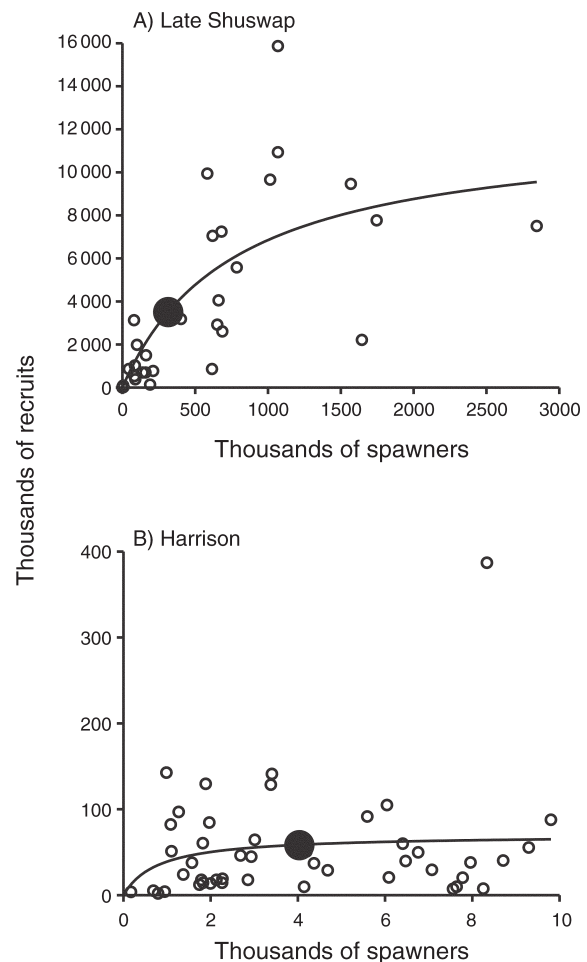 A) Late Shuswap
16 000
14 000
12 000
10 000
8 000
6 000
4 000
2 000
0
0 500 1000 1500 2000 2500 3000
Thousands of spawners
Thousands of recruits
B) Harrison
400
300
200
100
0
0 2 4 6 8 10
Thousands of spawners